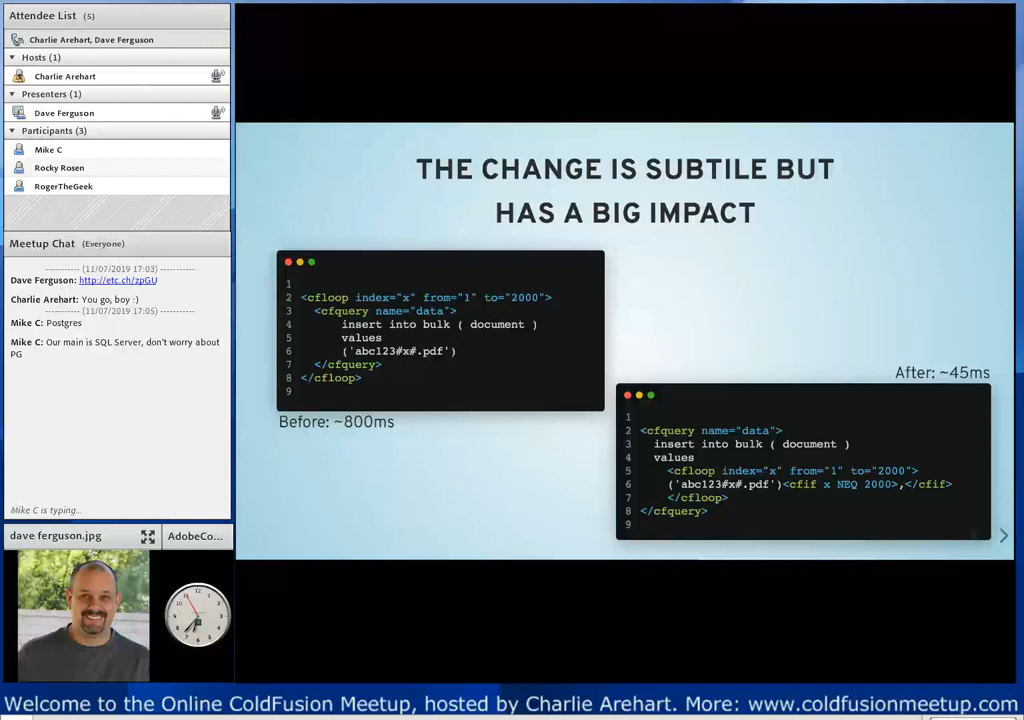 Attendee List (5)
Charlie Arehart, Dave Ferguson
Hosts (1)
Charlie Arehart
Presenters (1)
Dave Ferguson
Participants (3)
Mike C
Rocky Rosen
RogerTheGeek
Meetup Chat (Everyone)
----------- (11/07/2019 17:03) -----------
Dave Ferguson: http://etc.ch/zpGU
Charlie Arehart: You go, boy :)
----------- (11/07/2019 17:05) -----------
Mike C: Postgres
Mike C: Our main is SQL Server, don't worry about
PG
Mike C is typing...
dave ferguson.jpg
AdobeCo...
THE CHANGE IS SUBTILE BUT
HAS A BIG IMPACT
1
2 <cfloop index="x" from="1" to="2000">
3 <cfquery name="data">
4 insert into bulk ( document )
5 values
6 ('abc123#x#.pdf')
7 </cfquery>
8 </cfloop>
9
Before: ~800ms
After: ~45ms
1
2 <cfquery name="data">
3 insert into bulk ( document )
4 values
5 <cfloop index="x" from="1" to="2000">
6 ('abc123#x#.pdf')<cfif x NEQ 2000>,</cfif>
7 </cfloop>
8 </cfquery>
9
Welcome to the Online ColdFusion Meetup, hosted by Charlie Arehart. More: www.coldfusionmeetup.com